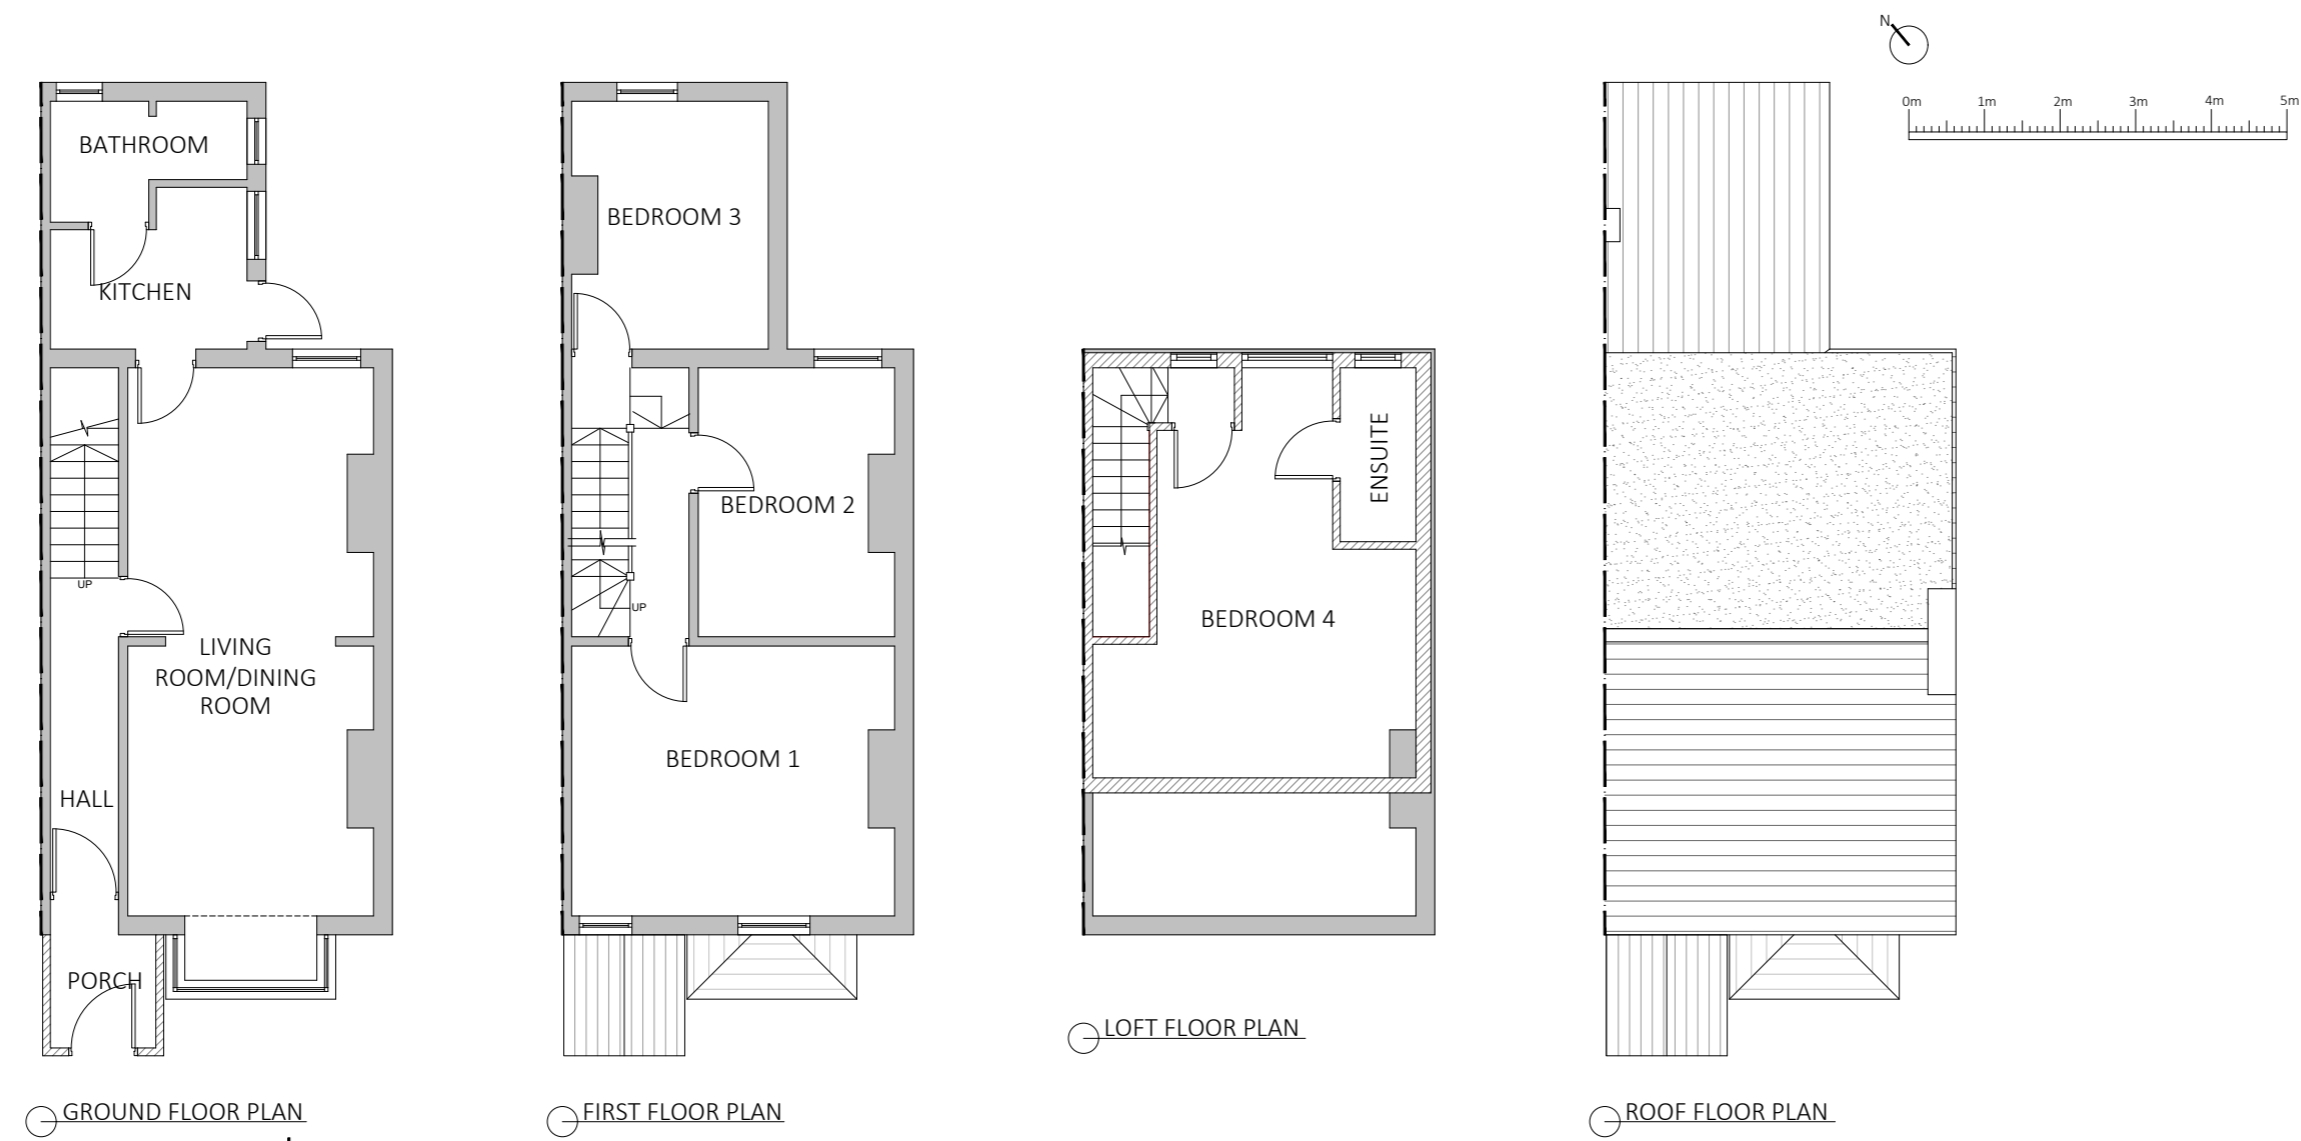 N
0m 1m 2m 3m 4m 5m
BATHROOM
KITCHEN
UP
LIVING
ROOM/DINING
ROOM
HALL
PORCH
GROUND FLOOR PLAN
BEDROOM 3
BEDROOM 2
UP
BEDROOM 1
FIRST FLOOR PLAN
ENSUITE
BEDROOM 4
LOFT FLOOR PLAN
ROOF FLOOR PLAN